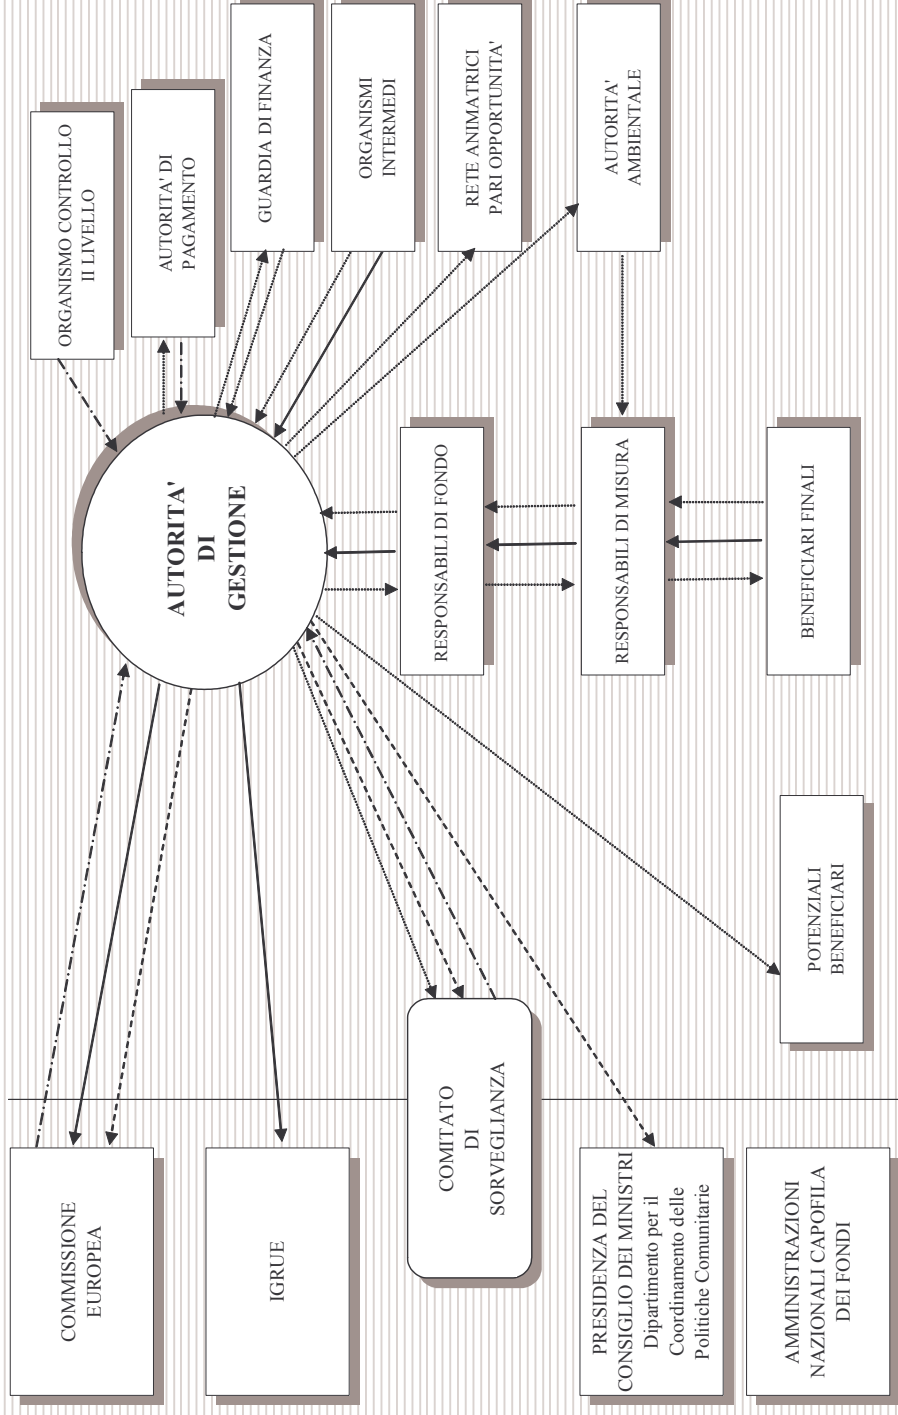 COMMISSIONE
EUROPEA
IGRUE
COMITATO
DI
SORVEGLIANZA
PRESIDENZA DEL
CONSIGLIO DEI MINISTRI
Dipartimento per il
Coordinamento delle
Politiche Comunitarie
AMMINISTRAZIONI
NAZIONALI CAPOFILA
DEI FONDI
POTENZIALI
BENEFICIARI
AUTORITA'
DI
GESTIONE
RESPONSABILI DI FONDO
RESPONSABILI DI MISURA
BENEFICIARI FINALI
ORGANISMO CONTROLLO
II LIVELLO
AUTORITA' DI
PAGAMENTO
GUARDIA DI FINANZA
ORGANISMI
INTERMEDI
RETE ANIMATRICI
PARI OPPORTUNITA'
AUTORITA'
AMBIENTALE